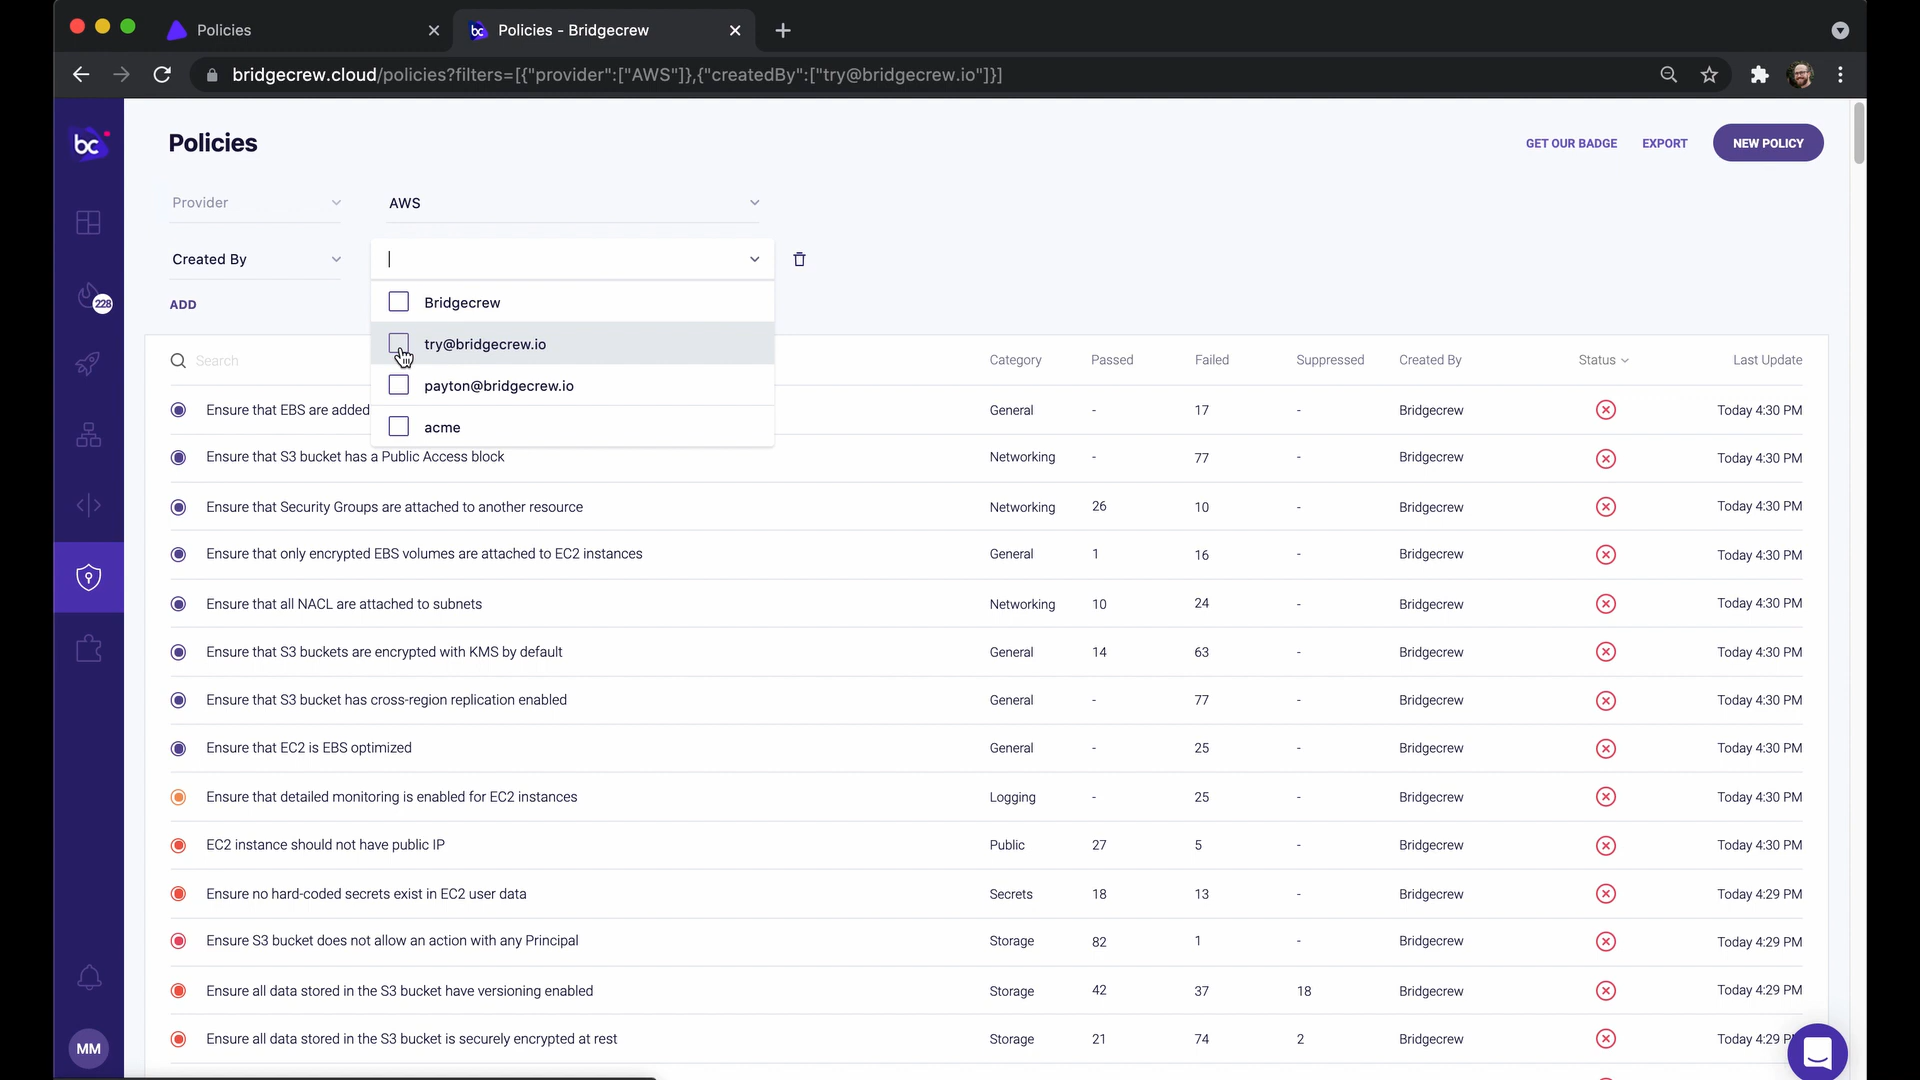 Policies
Policies - Bridgecrew
bridgecrew.cloud/policies?filters=[{"provider":["AWS"]},{"createdBy":["try@bridgecrew.io"]}]
bc
Policies
GET OUR BADGE
EXPORT
NEW POLICY
Provider
AWS
Created By
ADD
Bridgecrew
try@bridgecrew.io
payton@bridgecrew.io
acme
228
Search
Category Passed Failed Suppressed Created By Status Last Update
Ensure that EBS are added General - 17 - Bridgecrew Today 4:30 PM
Ensure that S3 bucket has a Public Access block Networking - 77 - Bridgecrew Today 4:30 PM
Ensure that Security Groups are attached to another resource Networking 26 10 - Bridgecrew Today 4:30 PM
Ensure that only encrypted EBS volumes are attached to EC2 instances General 1 16 - Bridgecrew Today 4:30 PM
Ensure that all NACL are attached to subnets Networking 10 24 - Bridgecrew Today 4:30 PM
Ensure that S3 buckets are encrypted with KMS by default General 14 63 - Bridgecrew Today 4:30 PM
Ensure that S3 bucket has cross-region replication enabled General - 77 - Bridgecrew Today 4:30 PM
Ensure that EC2 is EBS optimized General - 25 - Bridgecrew Today 4:30 PM
Ensure that detailed monitoring is enabled for EC2 instances Logging - 25 - Bridgecrew Today 4:30 PM
EC2 instance should not have public IP Public 27 5 - Bridgecrew Today 4:30 PM
Ensure no hard-coded secrets exist in EC2 user data Secrets 18 13 - Bridgecrew Today 4:29 PM
Ensure S3 bucket does not allow an action with any Principal Storage 82 1 - Bridgecrew Today 4:29 PM
Ensure all data stored in the S3 bucket have versioning enabled Storage 42 37 18 Bridgecrew Today 4:29 PM
Ensure all data stored in the S3 bucket is securely encrypted at rest Storage 21 74 2 Bridgecrew Today 4:29 P
MM